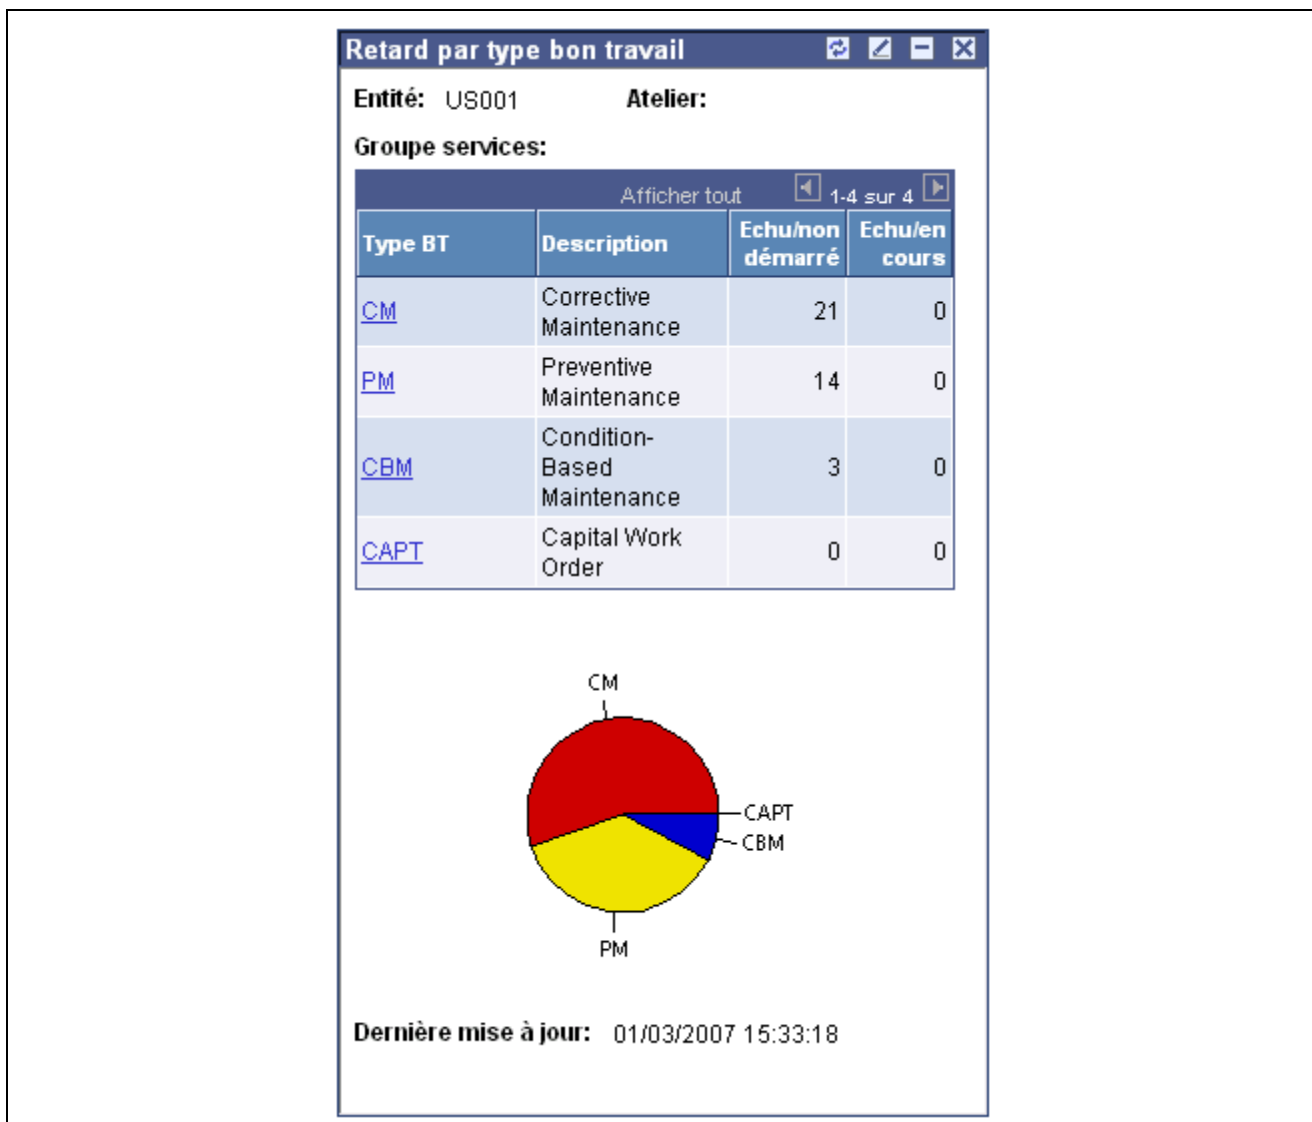 Retard par type bon travail
Entité: US001 Atelier:
Groupe services:
Afficher tout 1-4 sur 4
Type BT Description Echu/non démarré Echu/en cours
CM Corrective Maintenance 21 0
PM Preventive Maintenance 14 0
CBM Condition-Based Maintenance 3 0
CAPT Capital Work Order 0 0
CM
CAPT
CBM
PM
Dernière mise à jour: 01/03/2007 15:33:18